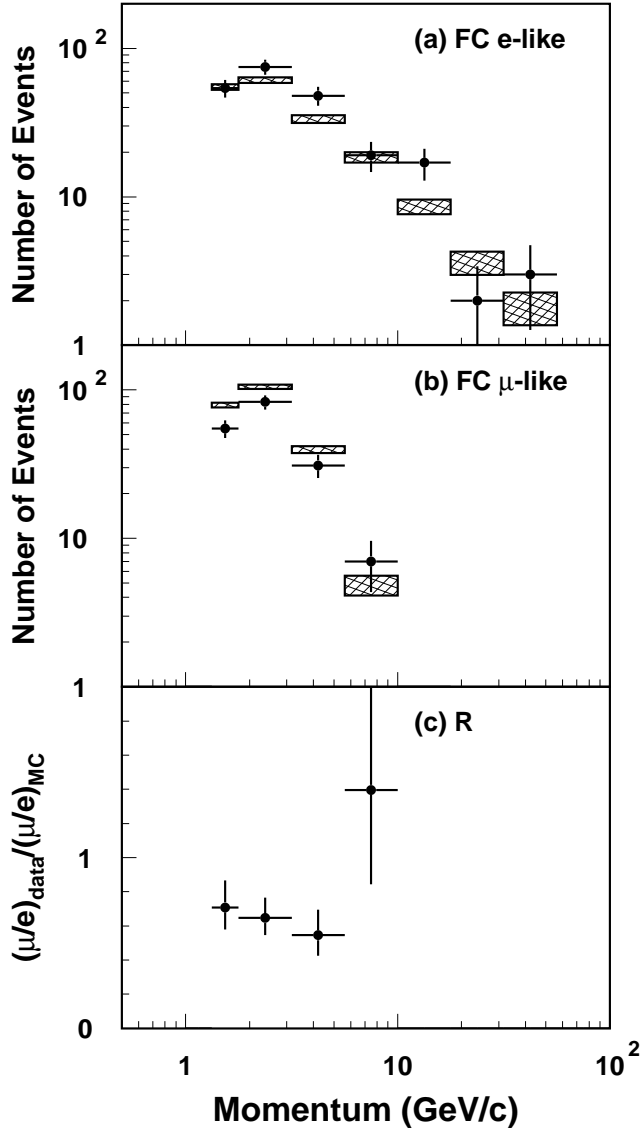 (a) FC e-like
10²
10
1
Number of Events
(b) FC μ-like
10²
10
1
Number of Events
(c) R
1
0
(μ/e)data/(μ/e)MC
1
10
10²
Momentum (GeV/c)